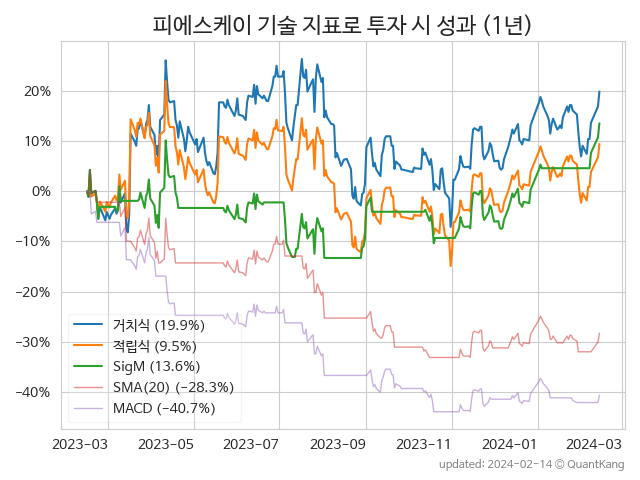 피에스케이 기술 지표로 투자 시 성과 (1년)
20%
10%
0%
−10%
−20%
−30%
−40%
거치식 (19.9%)
적립식 (9.5%)
SigM (13.6%)
SMA(20) (−28.3%)
MACD (−40.7%)
2023−03 2023−05 2023−07 2023−09 2023−11 2024−01 2024−03
updated: 2024−02−14 © QuantKang